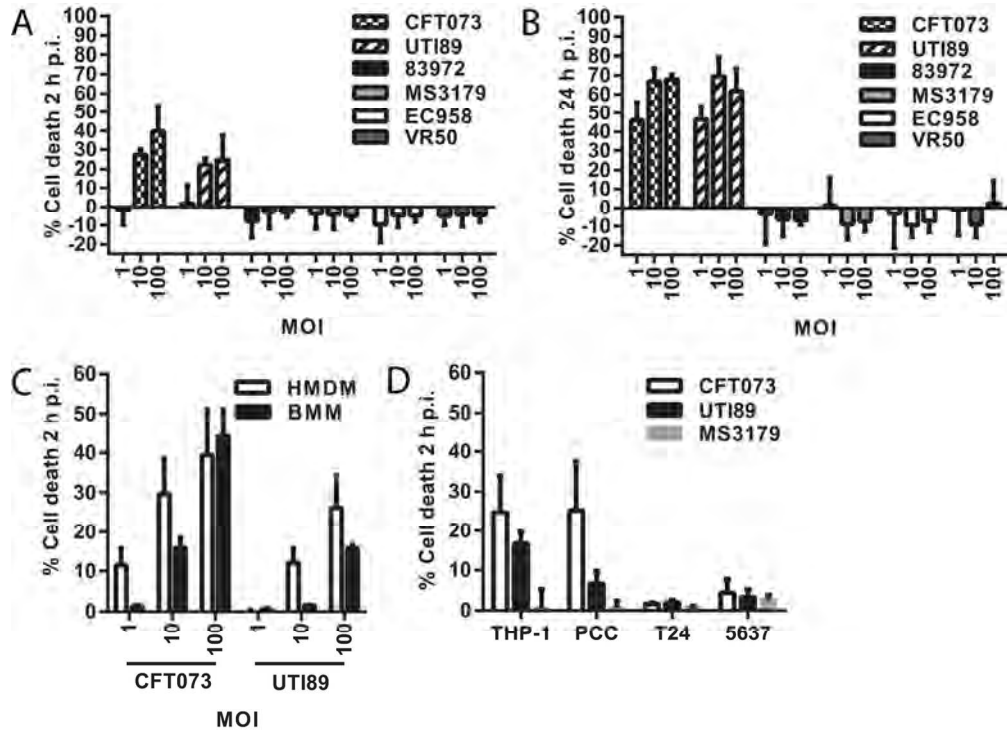 A
% Cell death 2 h p.i.
100
90
80
70
60
50
40
30
20
10
0
-10
-20
CFT073
UTI89
83972
MS3179
EC958
VR50
1 10 100 1 10 100 1 10 100 1 10 100 1 10 100 1 10 100
MOI
B
% Cell death 24 h p.i.
100
90
80
70
60
50
40
30
20
10
0
-10
-20
CFT073
UTI89
83972
MS3179
EC958
VR50
1 10 100 1 10 100 1 10 100 1 10 100 1 10 100 1 10 100
MOI
C
% Cell death 2 h p.i.
60
50
40
30
20
10
0
HMDM
BMM
1 10 100 1 10 100
CFT073 UTI89
MOI
D
% Cell death 2 h p.i.
60
50
40
30
20
10
0
CFT073
UTI89
MS3179
THP-1 PCC T24 5637